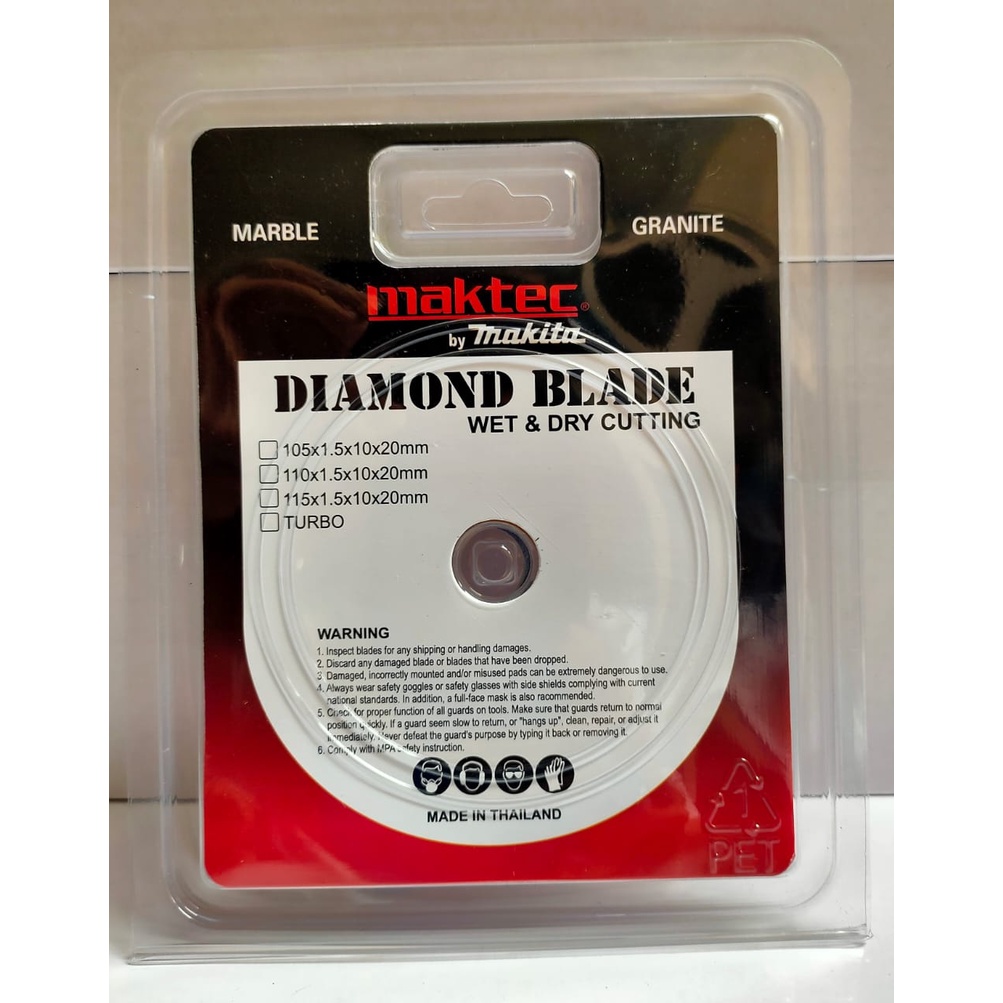 MARBLE
GRANITE
maktec®
by makita
DIAMOND BLADE
WET & DRY CUTTING
105x1.5x10x20mm
110x1.5x10x20mm
115x1.5x10x20mm
TURBO
WARNING
1. Inspect blades for any shipping or handling damages.
2. Discard any damaged blade or blades that have been dropped.
3. Damaged, incorrectly mounted and/or misused pads can be extremely dangerous to use.
4. Always wear safety goggles or safety glasses with side shields complying with current
national standards. In addition, a full-face mask is also racommended.
5. Check for proper function of all guards on tools. Make sure that guards return to normal
position quickly. If a guard seem slow to return, or "hangs up", clean, repair, or adjust it
immediately. Never defeat the guard's purpose by typing it back or removing it.
6. Comply with MPA safety instruction.
MADE IN THAILAND
1
PET